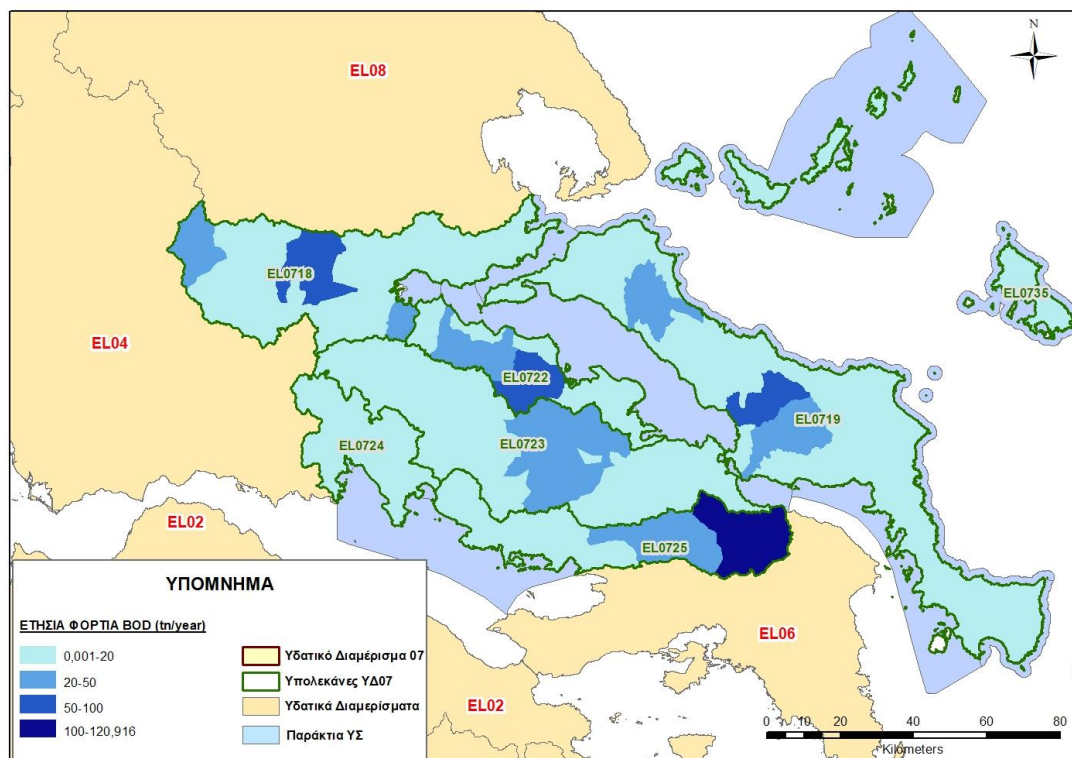 N
EL08
EL0718
EL0735
EL04
EL0722
EL0719
EL0723
EL0724
EL02
EL0725
EL06
EL02
ΥΠΟΜΝΗΜΑ
ΕΤΗΣΙΑ ΦΟΡΤΙΑ BOD (tn/year)
0,001-20
20-50
50-100
100-120,916
Υδατικό Διαμέρισμα 07
Υπολεκάνες ΥΔ07
Υδατικά Διαμερίσματα
Παράκτια ΥΣ
0 10 20 40 60 80
Kilometers